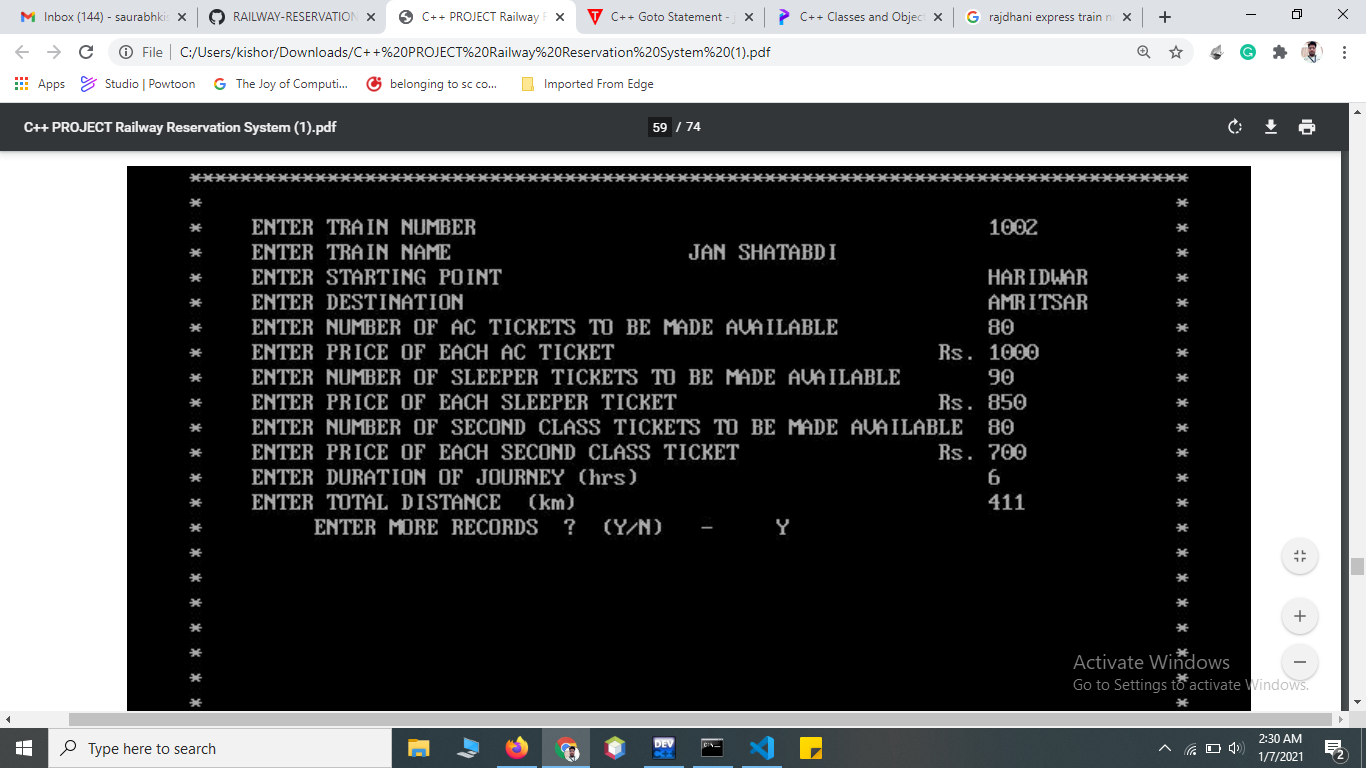 Inbox (144) - saurabhkis
RAILWAY-RESERVATION
C++ PROJECT Railway R
C++ Goto Statement - J
C++ Classes and Object
rajdhani express train n
File
C:/Users/kishor/Downloads/C++%20PROJECT%20Railway%20Reservation%20System%20(1).pdf
Apps
Studio | Powtoon
The Joy of Computi...
belonging to sc co...
Imported From Edge
C++ PROJECT Railway Reservation System (1).pdf
59 / 74
ENTER TRAIN NUMBER 1002
ENTER TRAIN NAME JAN SHATABDI
ENTER STARTING POINT HARIDWAR
ENTER DESTINATION AMRITSAR
ENTER NUMBER OF AC TICKETS TO BE MADE AVAILABLE 80
ENTER PRICE OF EACH AC TICKET Rs. 1000
ENTER NUMBER OF SLEEPER TICKETS TO BE MADE AVAILABLE 90
ENTER PRICE OF EACH SLEEPER TICKET Rs. 850
ENTER NUMBER OF SECOND CLASS TICKETS TO BE MADE AVAILABLE 80
ENTER PRICE OF EACH SECOND CLASS TICKET Rs. 700
ENTER DURATION OF JOURNEY (hrs) 6
ENTER TOTAL DISTANCE (km) 411
ENTER MORE RECORDS ? (Y/N) - Y
Activate Windows
Go to Settings to activate Windows.
Type here to search
DEV
2:30 AM
1/7/2021
2